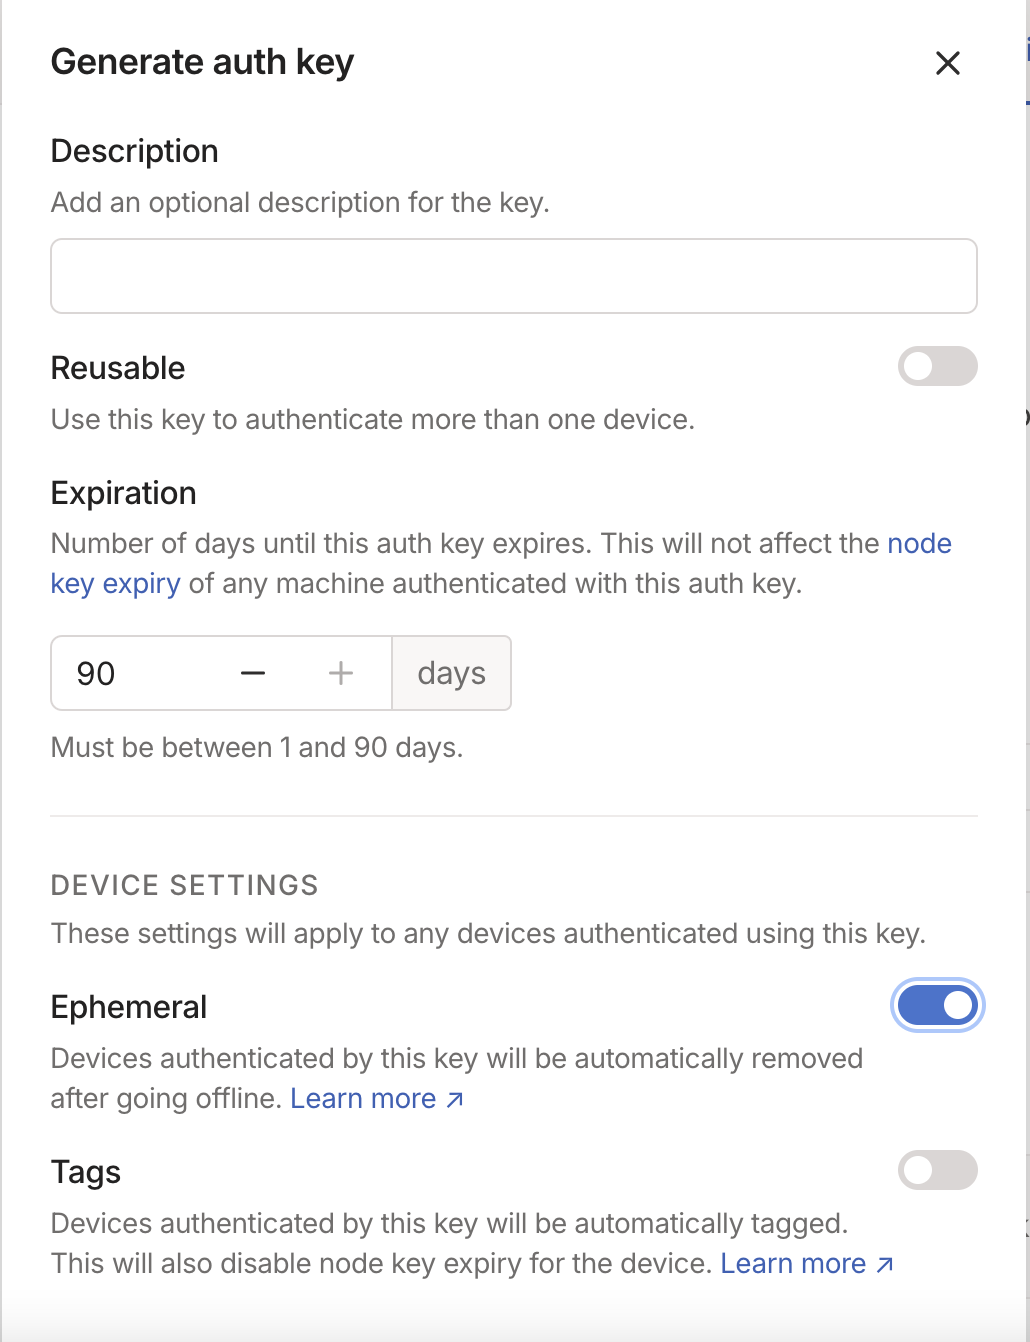 Generate auth key
Description
Add an optional description for the key.
Reusable
Use this key to authenticate more than one device.
Expiration
Number of days until this auth key expires. This will not affect the node
key expiry of any machine authenticated with this auth key.
90 − + days
Must be between 1 and 90 days.
DEVICE SETTINGS
These settings will apply to any devices authenticated using this key.
Ephemeral
Devices authenticated by this key will be automatically removed
after going offline. Learn more ↗
Tags
Devices authenticated by this key will be automatically tagged.
This will also disable node key expiry for the device. Learn more ↗